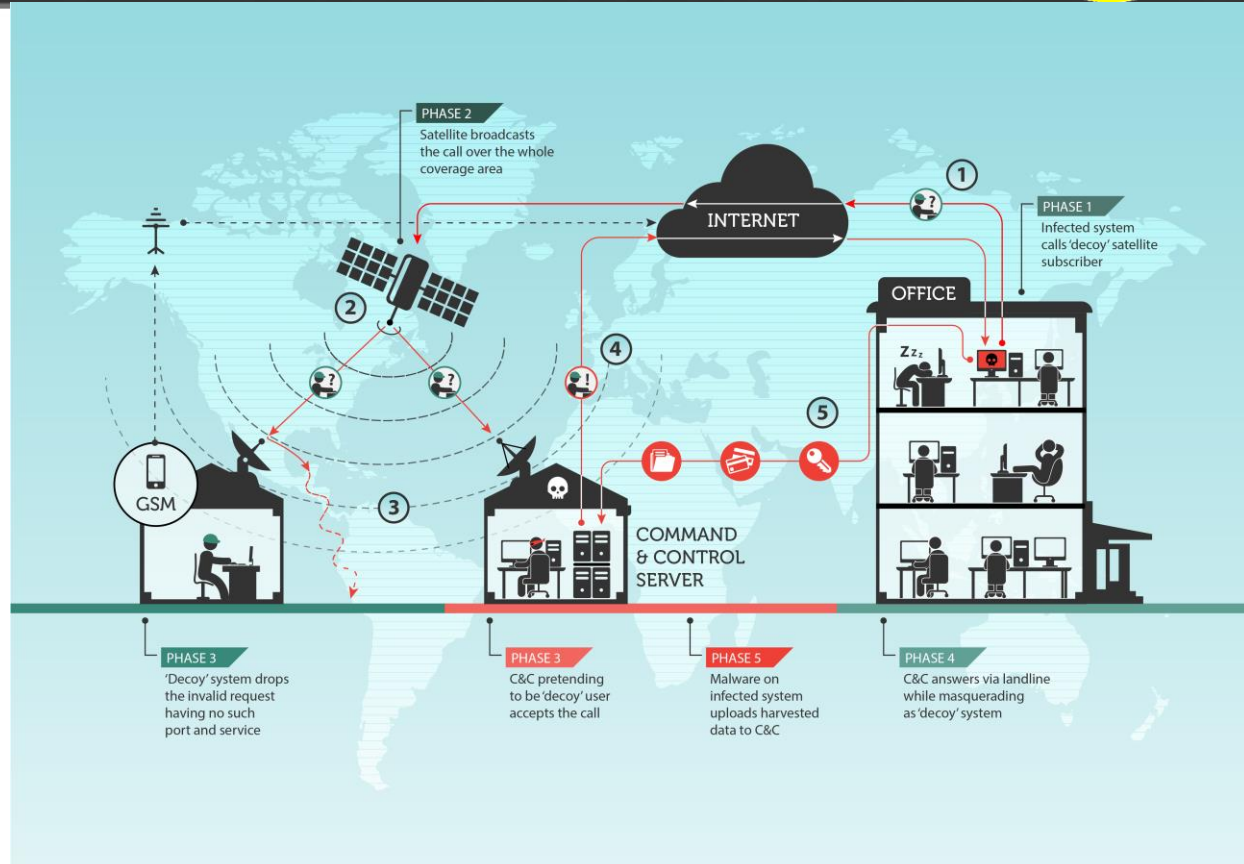 PHASE 2
Satellite broadcasts
the call over the whole
coverage area
1
?
INTERNET
PHASE 1
Infected system
calls 'decoy' satellite
subscriber
OFFICE
2
?
?
4
!
Zzz
5
GSM
3
COMMAND
& CONTROL
SERVER
PHASE 3
'Decoy' system drops
the invalid request
having no such
port and service
PHASE 3
C&C pretending
to be 'decoy' user
accepts the call
PHASE 5
Malware on
infected system
uploads harvested
data to C&C
PHASE 4
C&C answers via landline
while masquerading
as 'decoy' system